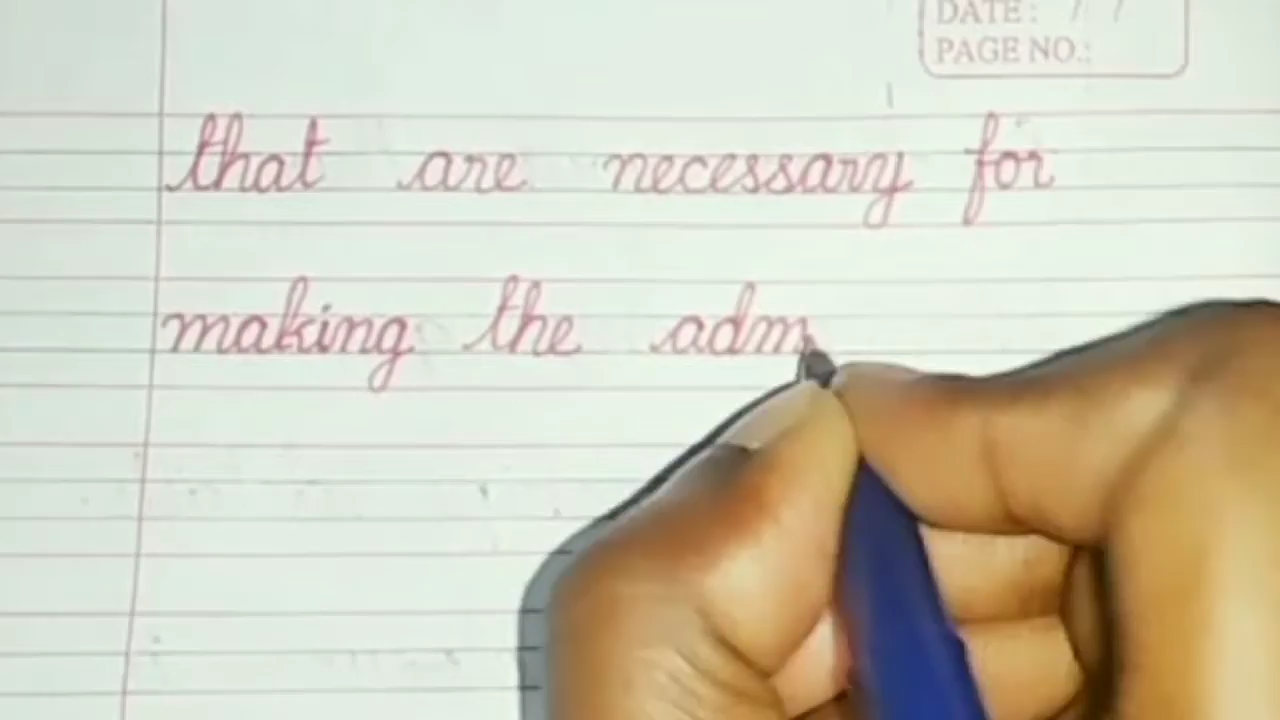 DATE: / /
PAGE NO.:
that are necessary for
making the adm